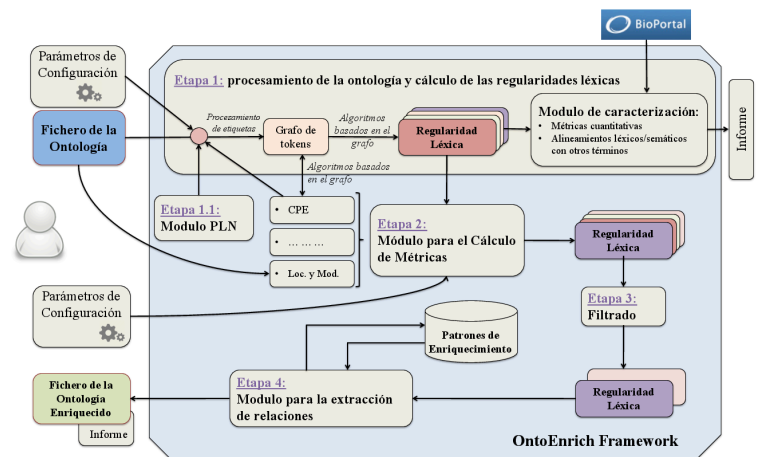 BioPortal
Parámetros de
Configuración
Etapa 1: procesamiento de la ontología y cálculo de las regularidades léxicas
Fichero de la
Ontología
Procesamiento
de etiquetas
Grafo de
tokens
Algoritmos
basados en el
grafo
Regularidad
Léxica
Modulo de caracterización:
• Métricas cuantitativas
• Alineamientos léxicos/semáticos
con otros términos
Informe
Algoritmos basados
en el grafo
Etapa 1.1:
Modulo PLN
• CPE
• … … …
• Loc. y Mod.
Etapa 2:
Módulo para el Cálculo
de Métricas
Regularidad
Léxica
Parámetros de
Configuración
Etapa 3:
Filtrado
Patrones de
Enriquecimiento
Etapa 4:
Modulo para la extracción
de relaciones
Regularidad
Léxica
Fichero de la
Ontología
Enriquecido
Informe
OntoEnrich Framework